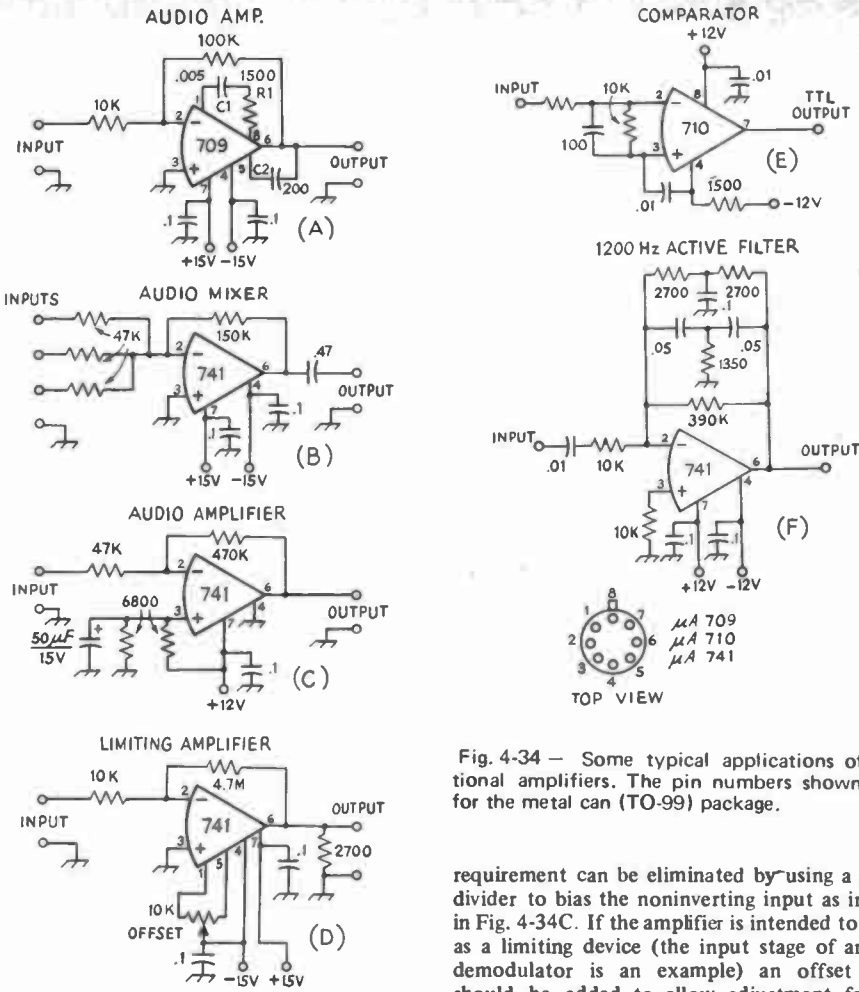 AUDIO AMP.
100K
.005
1500
R1
C1
10K
1
2
8
6
INPUT
709
3
5
C2
200
7
4
OUTPUT
.1
.1
(A)
+15V -15V
INPUTS
AUDIO MIXER
47K
150K
2
6
.47
741
3
4
OUTPUT
7
.1
.1
(B)
+15V -15V
AUDIO AMPLIFIER
47K
470K
2
6
INPUT
741
6800
3
4
OUTPUT
50μF
15V
+
7
.1
(C)
+12V
LIMITING AMPLIFIER
10K
4.7M
2
OUTPUT
INPUT
741
6
3
4
7
.1
2700
1
5
10K
OFFSET
(D)
.1
-15V +15V
COMPARATOR
+12V
.01
INPUT
10K
2
8
TTL
OUTPUT
710
7
100
3
4
(E)
.01
1500
-12V
1200 Hz ACTIVE FILTER
2700
2700
.1
.05
.05
1350
390K
INPUT
.01
10K
2
6
OUTPUT
741
3
4
7
10K
.1
.1
(F)
+12V -12V
8
1
7
μA 709
2
6
μA 710
3
5
μA 741
4
TOP VIEW
Fig. 4-34 — Some typical applications of
tional amplifiers. The pin numbers shown
for the metal can (TO-99) package.
requirement can be eliminated by using a
divider to bias the noninverting input as in
in Fig. 4-34C. If the amplifier is intended to
as a limiting device (the input stage of an
demodulator is an example) an offset
should be added to allow adjustment